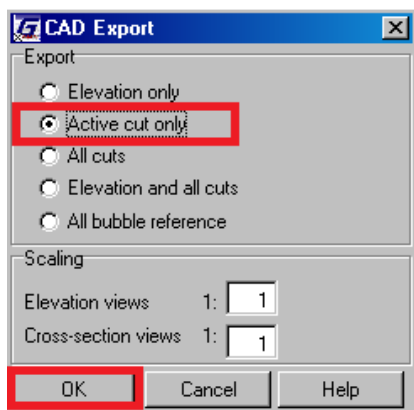 CAD Export
Export
Elevation only
Active cut only
All cuts
Elevation and all cuts
All bubble reference
Scaling
Elevation views 1: 1
Cross-section views 1: 1
OK Cancel Help